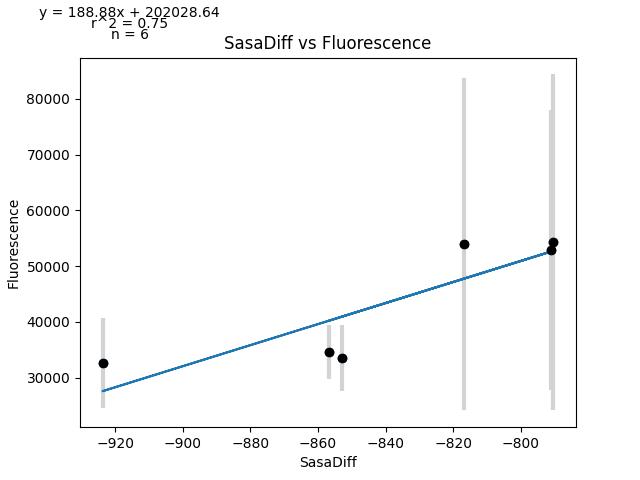 y = 188.88x + 202028.64
r^2 = 0.75
n = 6
SasaDiff vs Fluorescence
80000
70000
60000
50000
40000
30000
Fluorescence
−920
−900
−880
−860
−840
−820
−800
SasaDiff